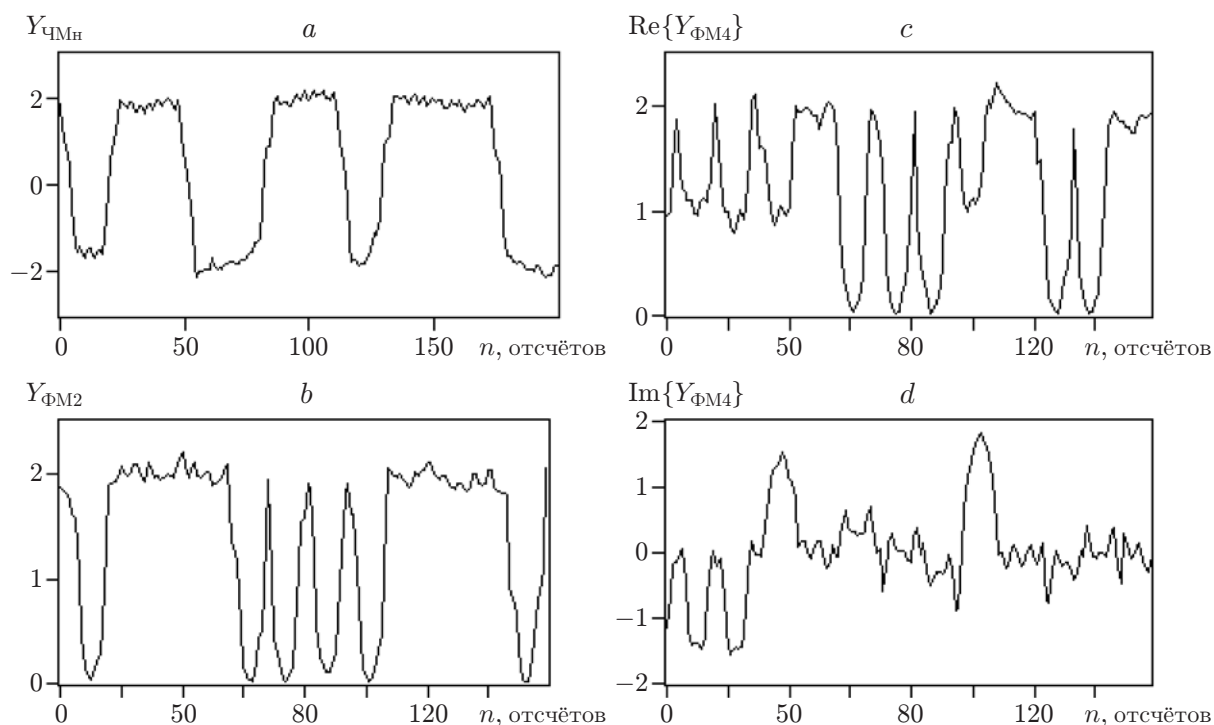 Y_ЧМн a
2
0
−2
0 50 100 150 n, отсчётов
Re{Y_ФМ4} c
2
1
0
0 50 80 120 n, отсчётов
Y_ФМ2 b
2
1
0
0 50 80 120 n, отсчётов
Im{Y_ФМ4} d
2
1
0
−1
−2
0 50 80 120 n, отсчётов